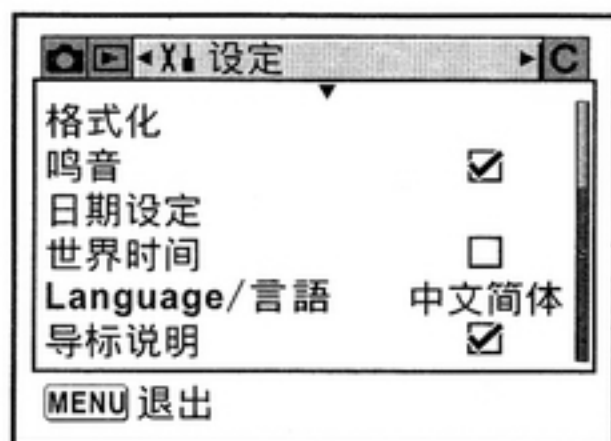 设定 C
格式化
鸣音
日期设定
世界时间
Language/言語 中文简体
导标说明
MENU 退出